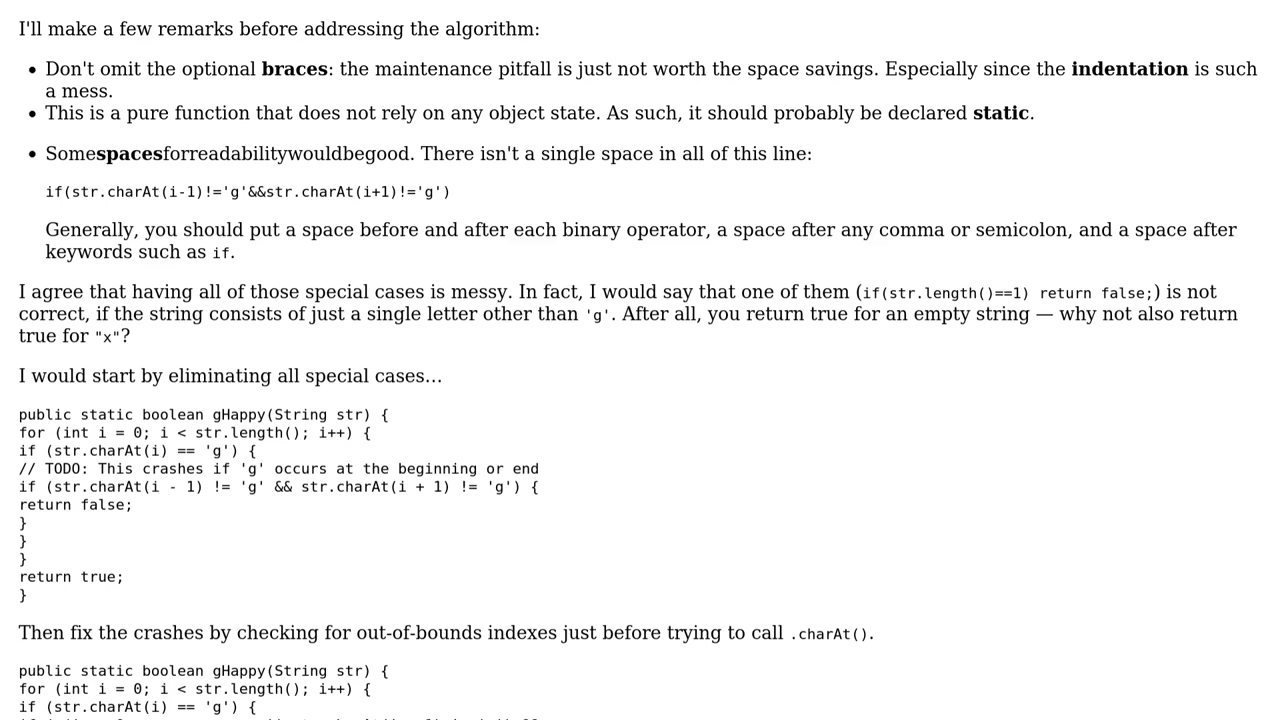 I'll make a few remarks before addressing the algorithm:
• Don't omit the optional braces: the maintenance pitfall is just not worth the space savings. Especially since the indentation is such
a mess.
• This is a pure function that does not rely on any object state. As such, it should probably be declared static.
• Somespacesforreadabilitywouldbegood. There isn't a single space in all of this line:
if(str.charAt(i-1)!='g'&&str.charAt(i+1)!='g')
Generally, you should put a space before and after each binary operator, a space after any comma or semicolon, and a space after
keywords such as if.
I agree that having all of those special cases is messy. In fact, I would say that one of them (if(str.length()==1) return false;) is not
correct, if the string consists of just a single letter other than 'g'. After all, you return true for an empty string — why not also return
true for "x"?
I would start by eliminating all special cases…
public static boolean gHappy(String str) {
for (int i = 0; i < str.length(); i++) {
if (str.charAt(i) == 'g') {
// TODO: This crashes if 'g' occurs at the beginning or end
if (str.charAt(i - 1) != 'g' && str.charAt(i + 1) != 'g') {
return false;
}
}
}
return true;
}
Then fix the crashes by checking for out-of-bounds indexes just before trying to call .charAt().
public static boolean gHappy(String str) {
for (int i = 0; i < str.length(); i++) {
if (str.charAt(i) == 'g') {